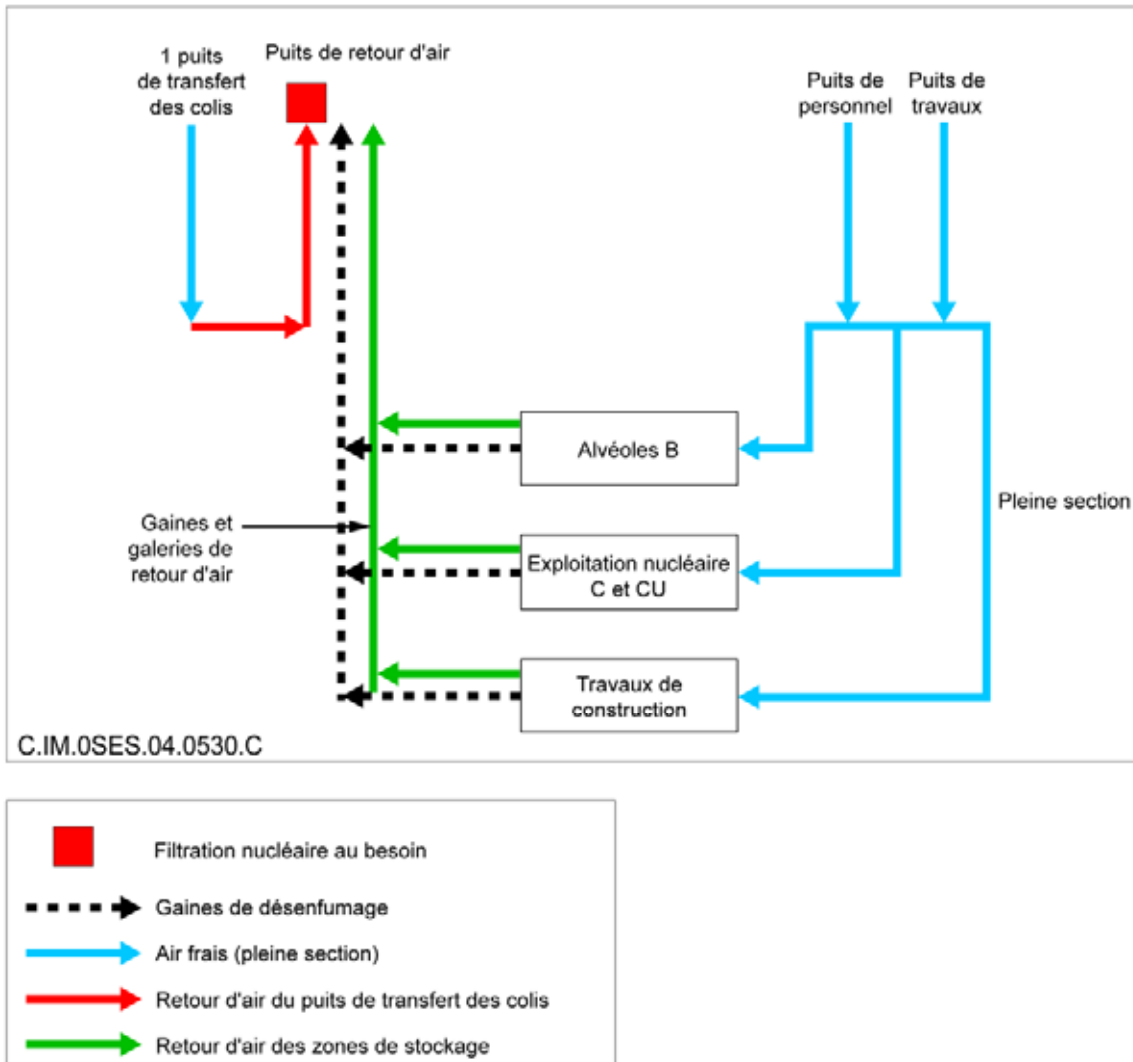 1 puits
de transfert
des colis
Puits de retour d'air
Puits de
personnel
Puits de
travaux
Alvéoles B
Pleine section
Gaines et
galeries de
retour d'air
Exploitation nucléaire
C et CU
Travaux de
construction
C.IM.0SES.04.0530.C
Filtration nucléaire au besoin
Gaines de désenfumage
Air frais (pleine section)
Retour d'air du puits de transfert des colis
Retour d'air des zones de stockage